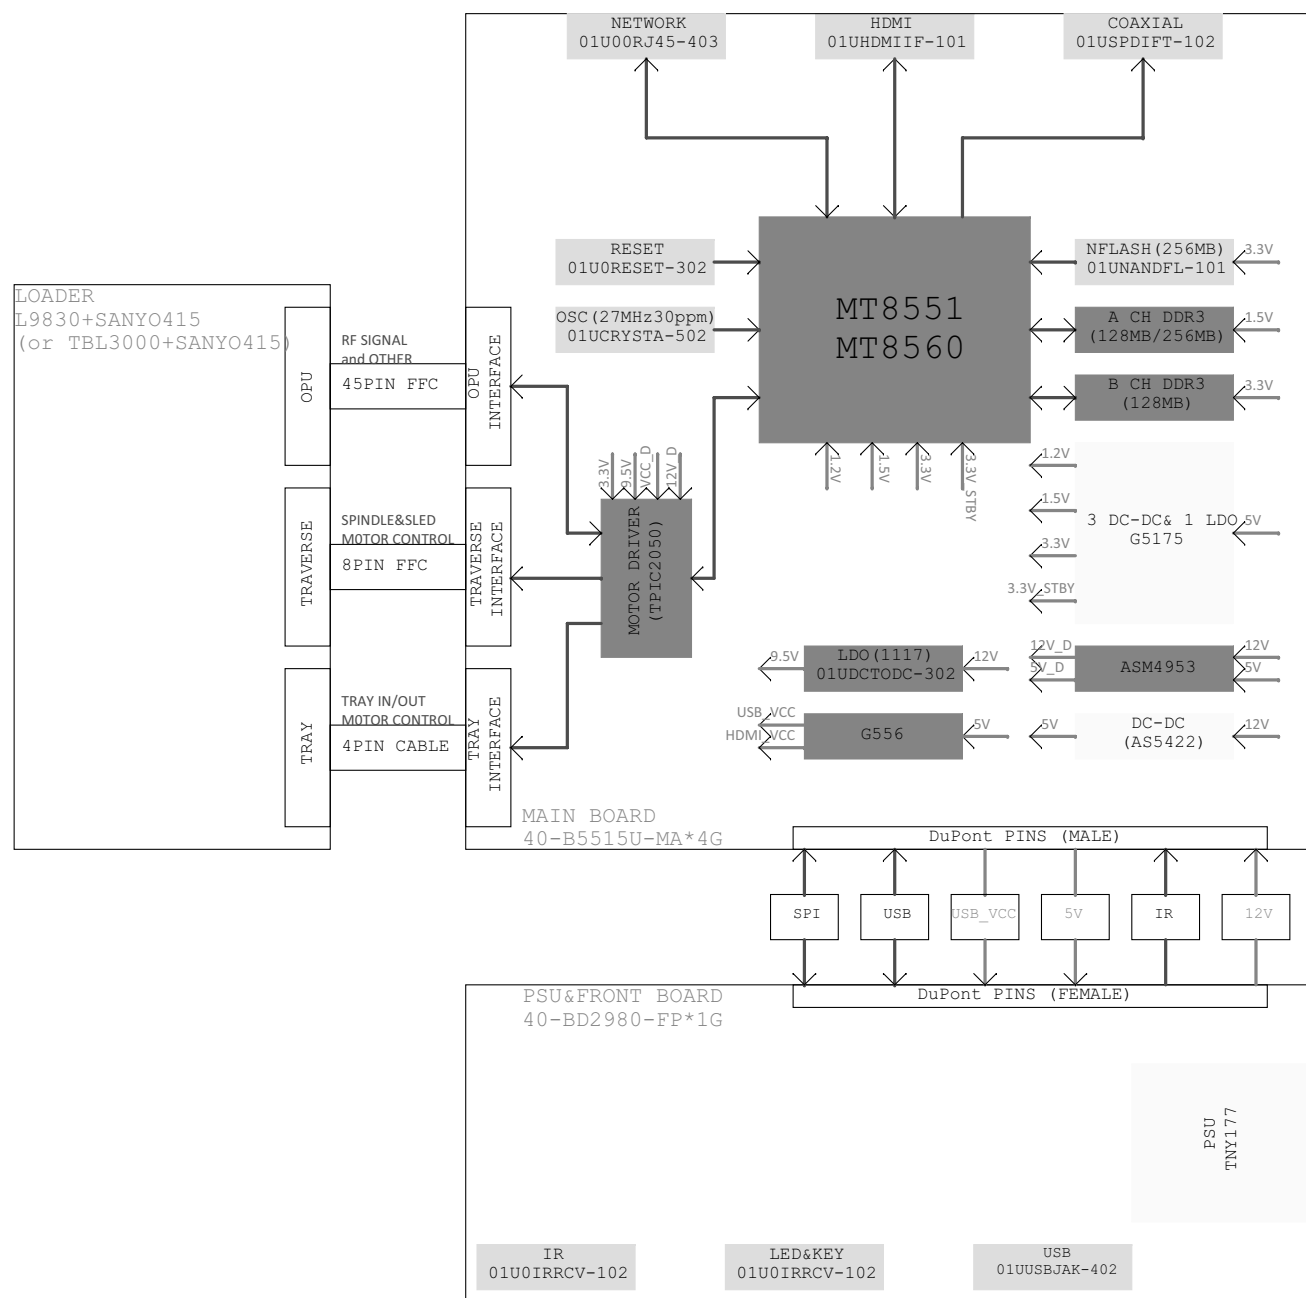 NETWORK
01U00RJ45-403
HDMI
01UHDMIIF-101
COAXIAL
01USPDIFT-102
RESET
01U0RESET-302
OSC(27MHz30ppm)
01UCRYSTA-502
MT8551
MT8560
NFLASH(256MB)
01UNANDFL-101
3.3V
A CH DDR3
(128MB/256MB)
1.5V
B CH DDR3
(128MB)
3.3V
LOADER
L9830+SANYO415
(or TBL3000+SANYO415)
OPU
RF SIGNAL
and OTHER
45PIN FFC
OPU
INTERFACE
TRAVERSE
SPINDLE&SLED
M0TOR CONTROL
8PIN FFC
TRAVERSE
INTERFACE
TRAY
TRAY IN/OUT
M0TOR CONTROL
4PIN CABLE
TRAY
INTERFACE
3.3V
9.5V
VCC_D
12V_D
MOTOR DRIVER
(TPIC2050)
1.2V
1.5V
3.3V
3.3V_STBY
1.2V
1.5V
3.3V
3.3V_STBY
3 DC-DC& 1 LDO
G5175
5V
9.5V
LDO(1117)
01UDCTODC-302
12V
12V_D
5V_D
ASM4953
12V
5V
USB_VCC
HDMI_VCC
G556
5V
5V
DC-DC
(AS5422)
12V
MAIN BOARD
40-B5515U-MA*4G
DuPont PINS (MALE)
SPI
USB
USB_VCC
5V
IR
12V
DuPont PINS (FEMALE)
PSU&FRONT BOARD
40-BD2980-FP*1G
PSU
TNY177
IR
01U0IRRCV-102
LED&KEY
01U0IRRCV-102
USB
01UUSBJAK-402